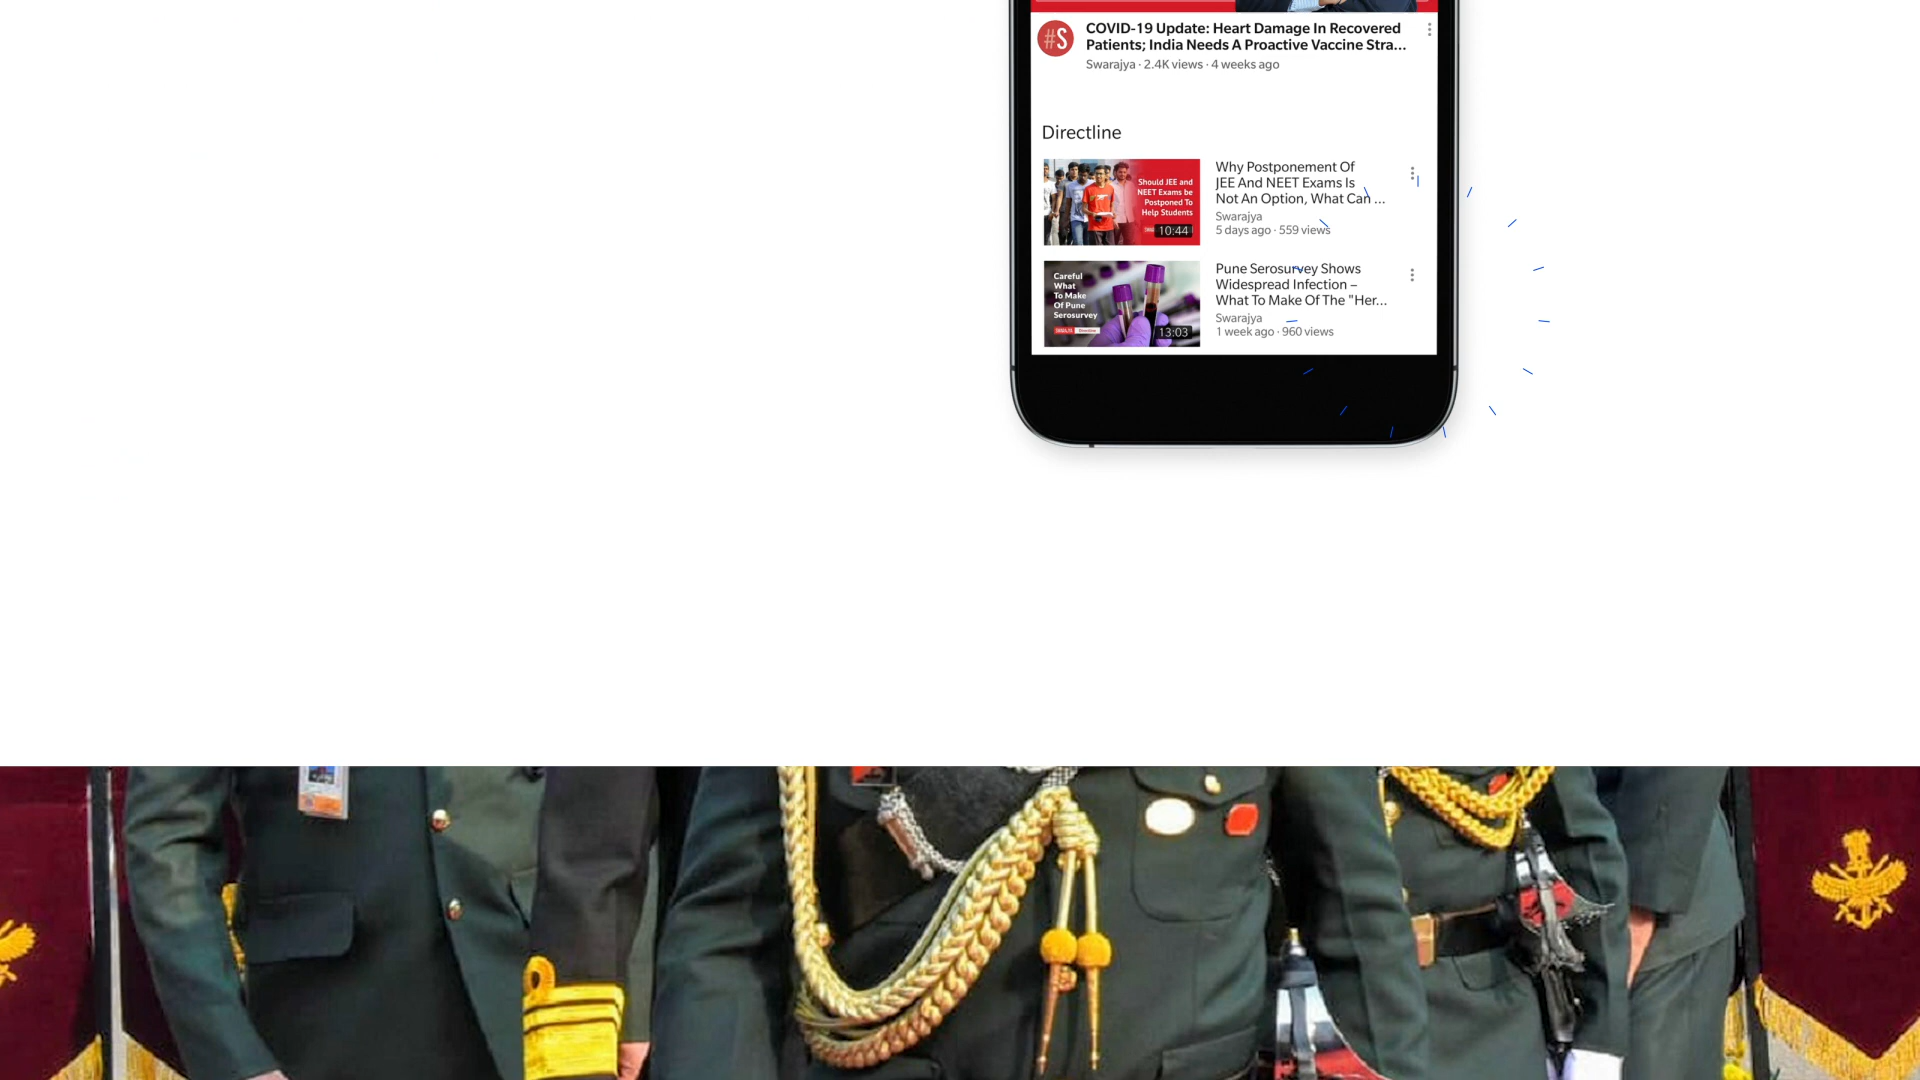 #S
COVID-19 Update: Heart Damage In Recovered
Patients; India Needs A Proactive Vaccine Stra...
Swarajya · 2.4K views · 4 weeks ago
Directline
Should JEE and
NEET Exams be
Postponed To
Help Students
10:44
Why Postponement Of
JEE And NEET Exams Is
Not An Option, What Can ...
Swarajya
5 days ago · 559 views
Careful
What
To Make
Of Pune
Serosurvey
13:03
Pune Serosurvey Shows
Widespread Infection –
What To Make Of The "Her...
Swarajya
1 week ago · 960 views